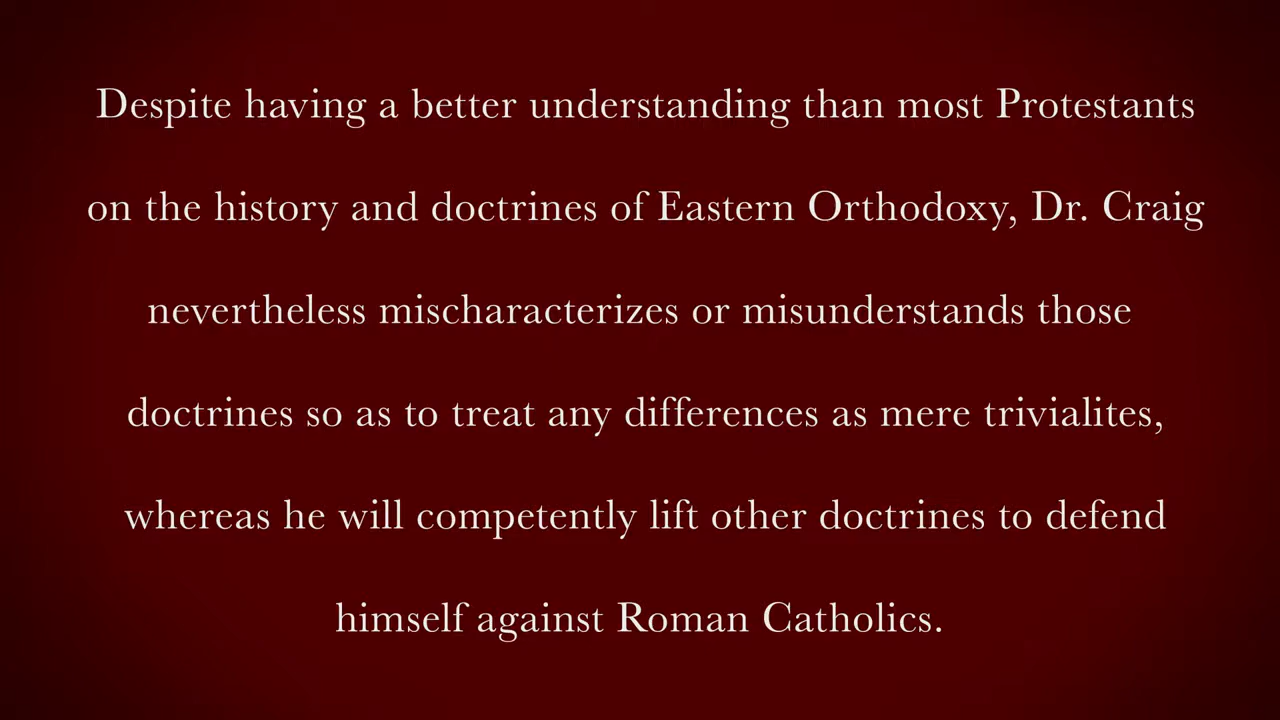 Despite having a better understanding than most Protestants
on the history and doctrines of Eastern Orthodoxy, Dr. Craig
nevertheless mischaracterizes or misunderstands those
doctrines so as to treat any differences as mere trivialites,
whereas he will competently lift other doctrines to defend
himself against Roman Catholics.